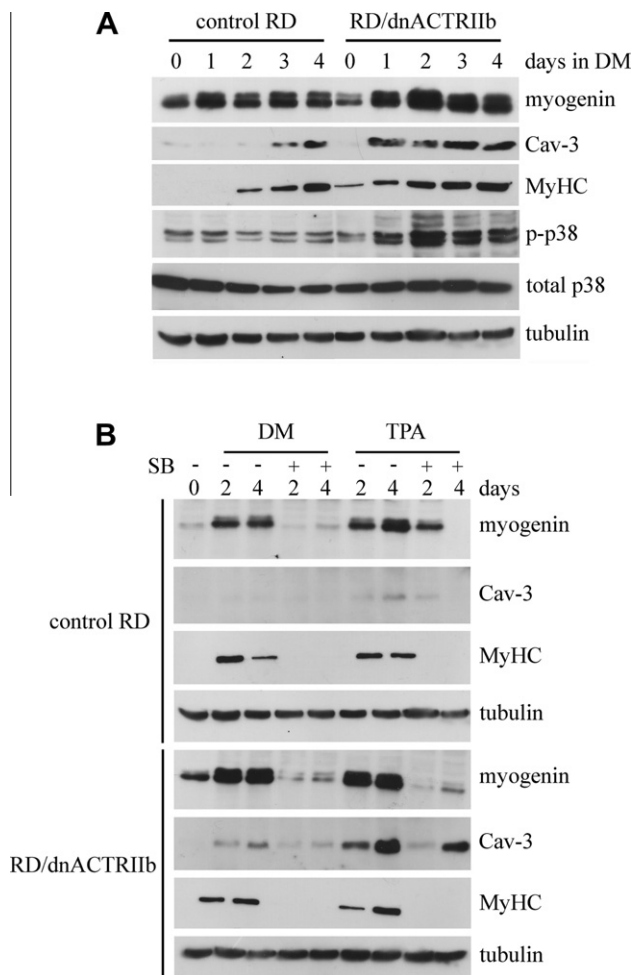 A
control RD RD/dnACTRIIb
0 1 2 3 4 0 1 2 3 4 days in DM
myogenin
Cav-3
MyHC
p-p38
total p38
tubulin
B
DM TPA
SB - - - + + - - + +
0 2 4 2 4 2 4 2 4 days
control RD
myogenin
Cav-3
MyHC
tubulin
RD/dnACTRIIb
myogenin
Cav-3
MyHC
tubulin